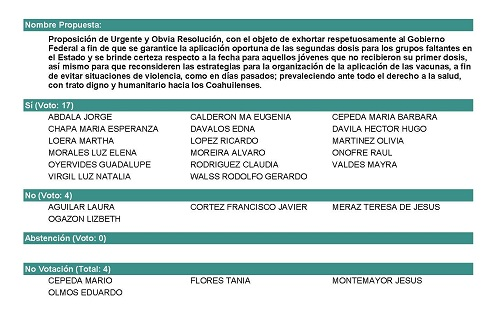 Nombre Propuesta:
Proposición de Urgente y Obvia Resolución, con el objeto de exhortar respetuosamente al Gobierno
Federal a fin de que se garantice la aplicación oportuna de las segundas dosis para los grupos faltantes en
el Estado y se brinde certeza respecto a la fecha para aquellos jóvenes que no recibieron su primer dosis,
así mismo para que reconsideren las estrategias para la organización de la aplicación de las vacunas, a fin
de evitar situaciones de violencia, como en días pasados; prevaleciendo ante todo el derecho a la salud,
con trato digno y humanitario hacia los Coahuilenses.
Sí (Voto: 17)
ABDALA JORGE CALDERON MA EUGENIA CEPEDA MARIA BARBARA
CHAPA MARIA ESPERANZA DAVALOS EDNA DAVILA HECTOR HUGO
LOERA MARTHA LOPEZ RICARDO MARTINEZ OLIVIA
MORALES LUZ ELENA MOREIRA ALVARO ONOFRE RAUL
OYERVIDES GUADALUPE RODRIGUEZ CLAUDIA VALDES MAYRA
VIRGIL LUZ NATALIA WALSS RODOLFO GERARDO
No (Voto: 4)
AGUILAR LAURA CORTEZ FRANCISCO JAVIER MERAZ TERESA DE JESUS
OGAZON LIZBETH
Abstención (Voto: 0)
No Votación (Total: 4)
CEPEDA MARIO FLORES TANIA MONTEMAYOR JESUS
OLMOS EDUARDO